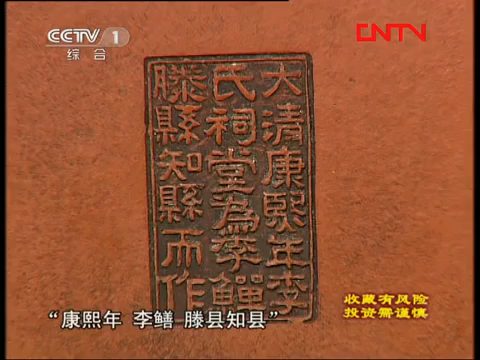 CCTV 1
综合
CNTV
大清康熙年李
氏祠堂為李鱓
滕縣知縣而作
收藏有风险
投资需谨慎
“康熙年 李鳝 滕县知县”